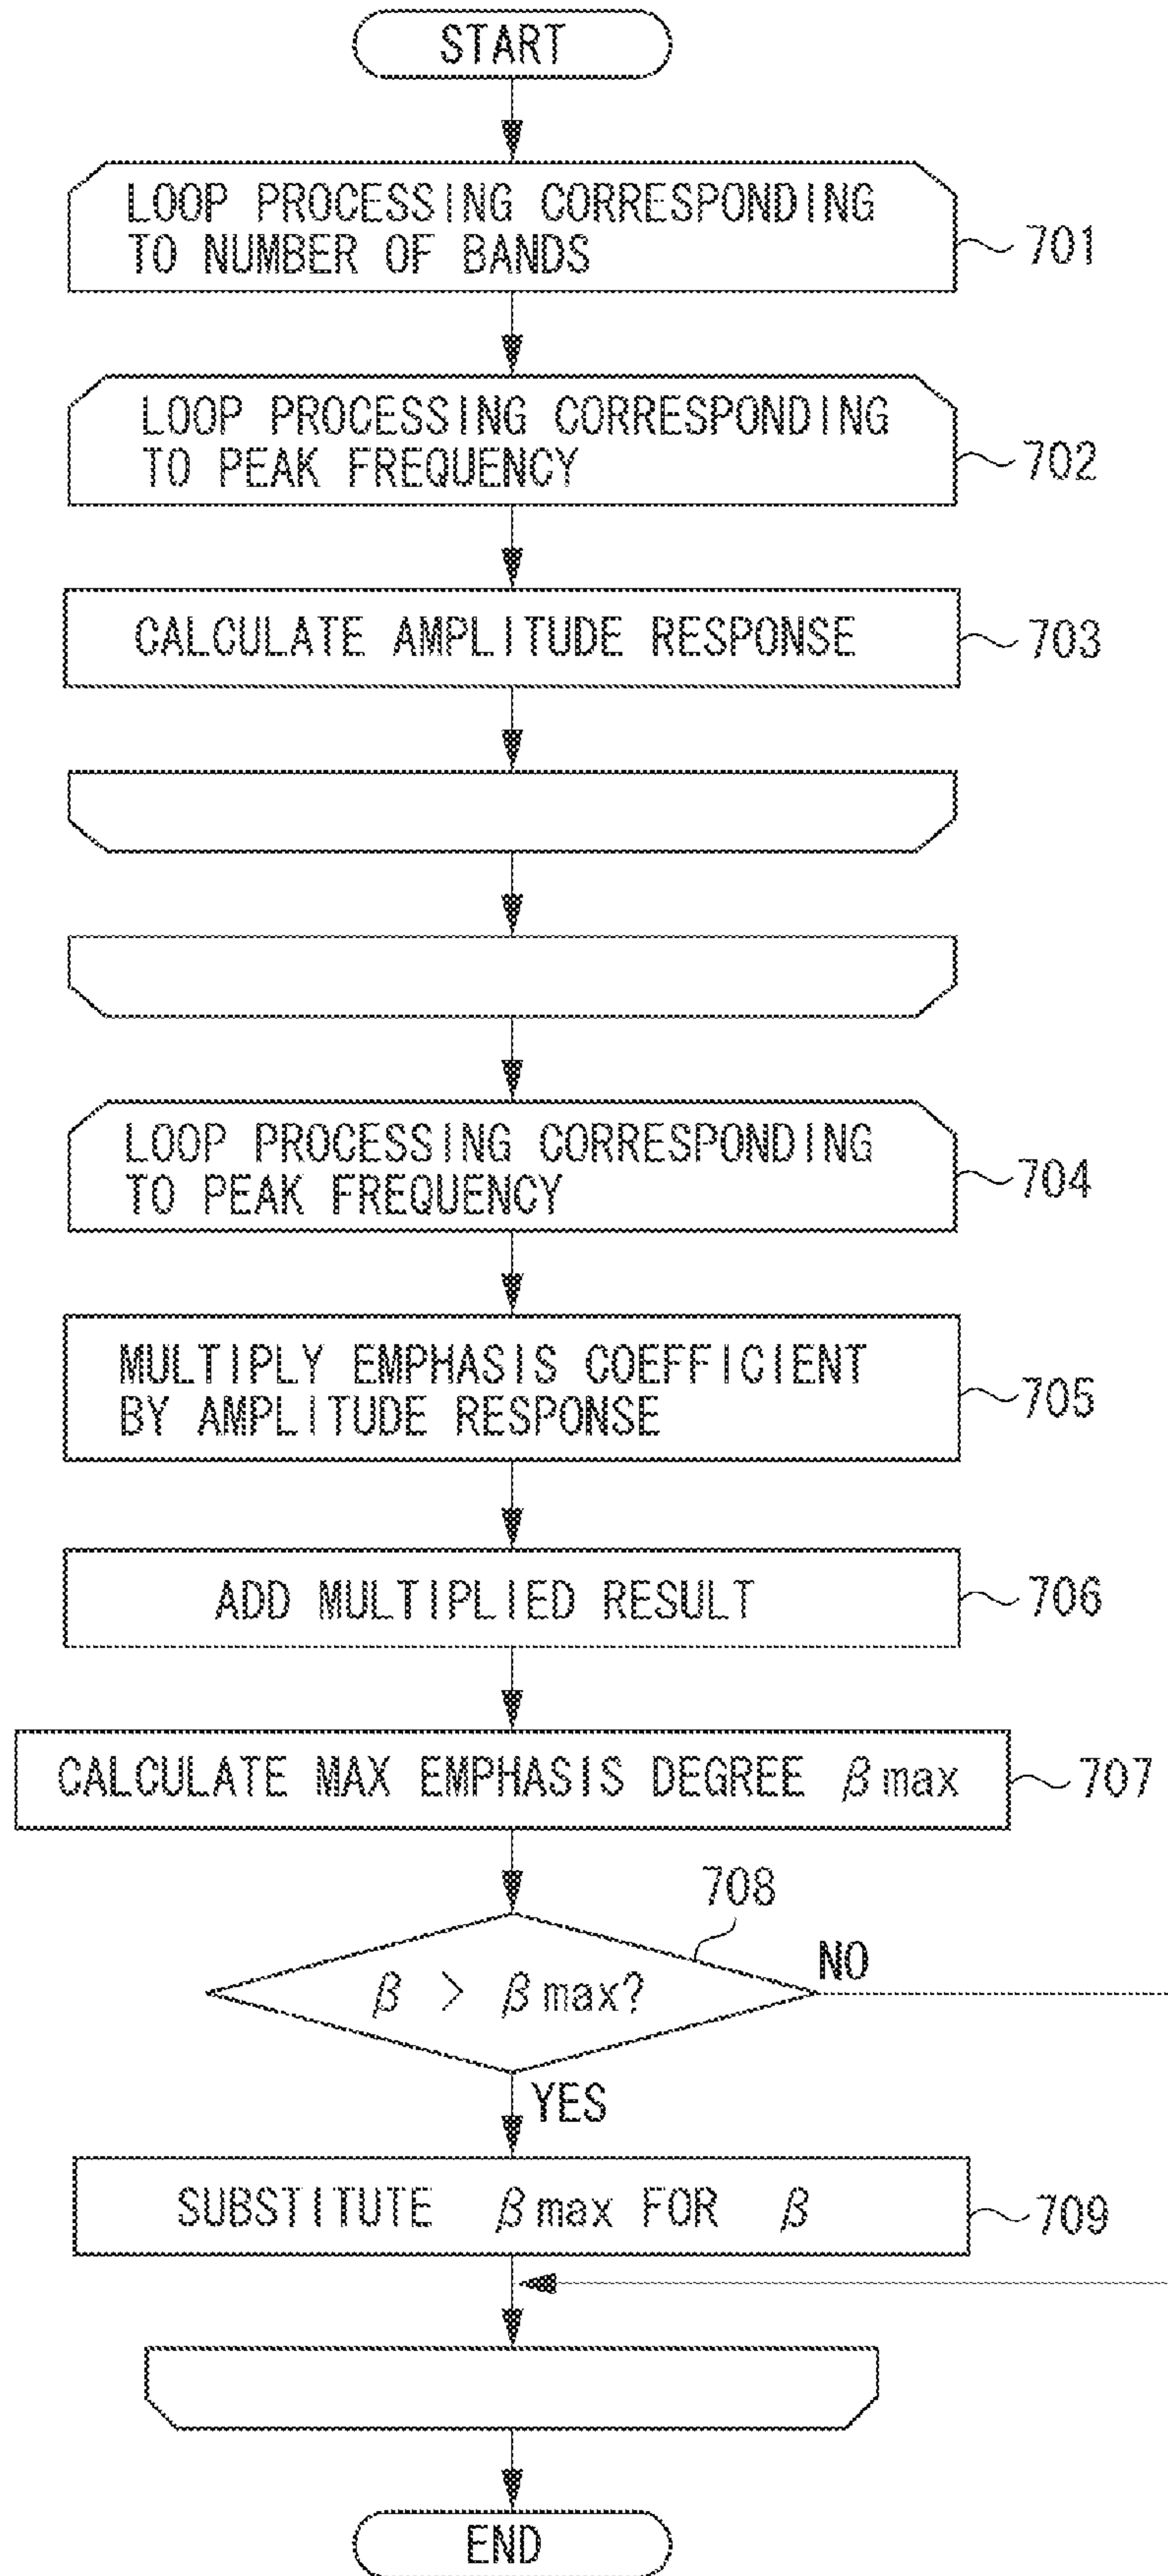 START
LOOP PROCESSING CORRESPONDING
TO NUMBER OF BANDS
701
LOOP PROCESSING CORRESPONDING
TO PEAK FREQUENCY
702
CALCULATE AMPLITUDE RESPONSE
703
LOOP PROCESSING CORRESPONDING
TO PEAK FREQUENCY
704
MULTIPLY EMPHASIS COEFFICIENT
BY AMPLITUDE RESPONSE
705
ADD MULTIPLIED RESULT
706
CALCULATE MAX EMPHASIS DEGREE βmax
707
708
β > βmax?
NO
YES
SUBSTITUTE βmax FOR β
709
END